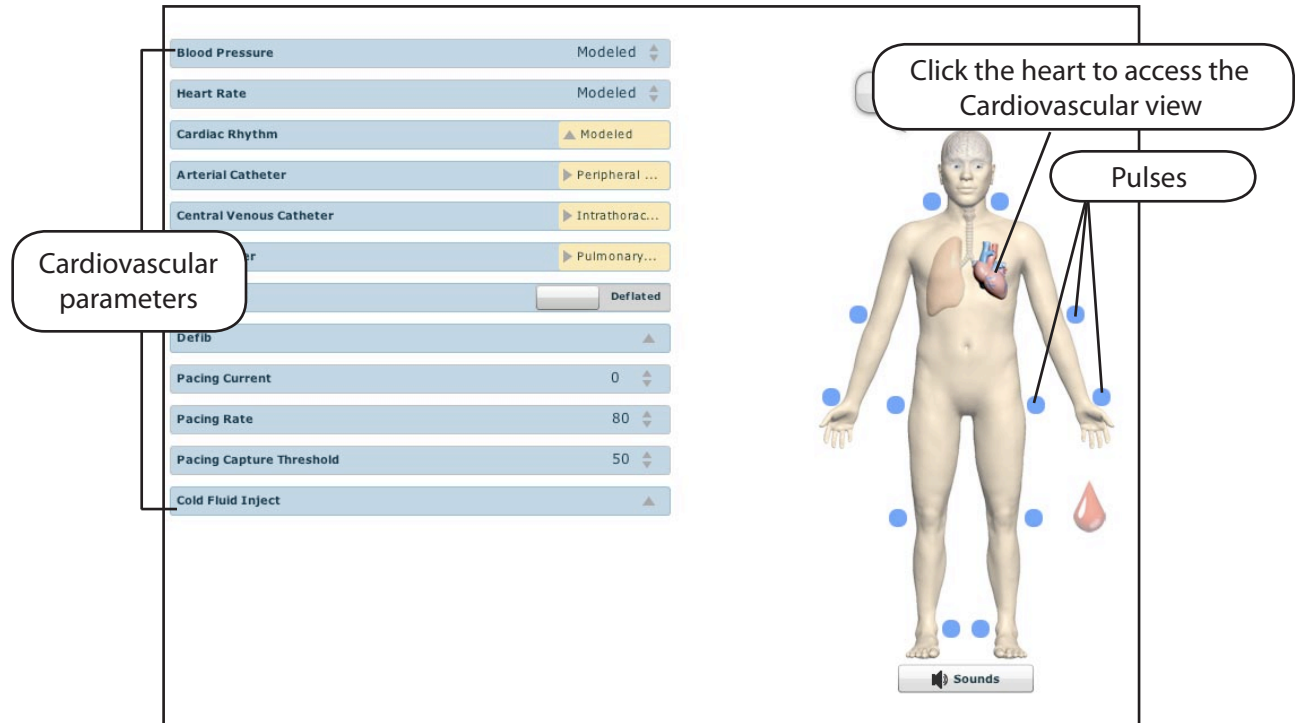 Blood Pressure Modeled
Heart Rate Modeled
Cardiac Rhythm Modeled
Arterial Catheter Peripheral ...
Central Venous Catheter Intrathorac...
Pulmonary...
Deflated
Defib
Pacing Current 0
Pacing Rate 80
Pacing Capture Threshold 50
Cold Fluid Inject
Cardiovascular
parameters
Click the heart to access the
Cardiovascular view
Pulses
Sounds